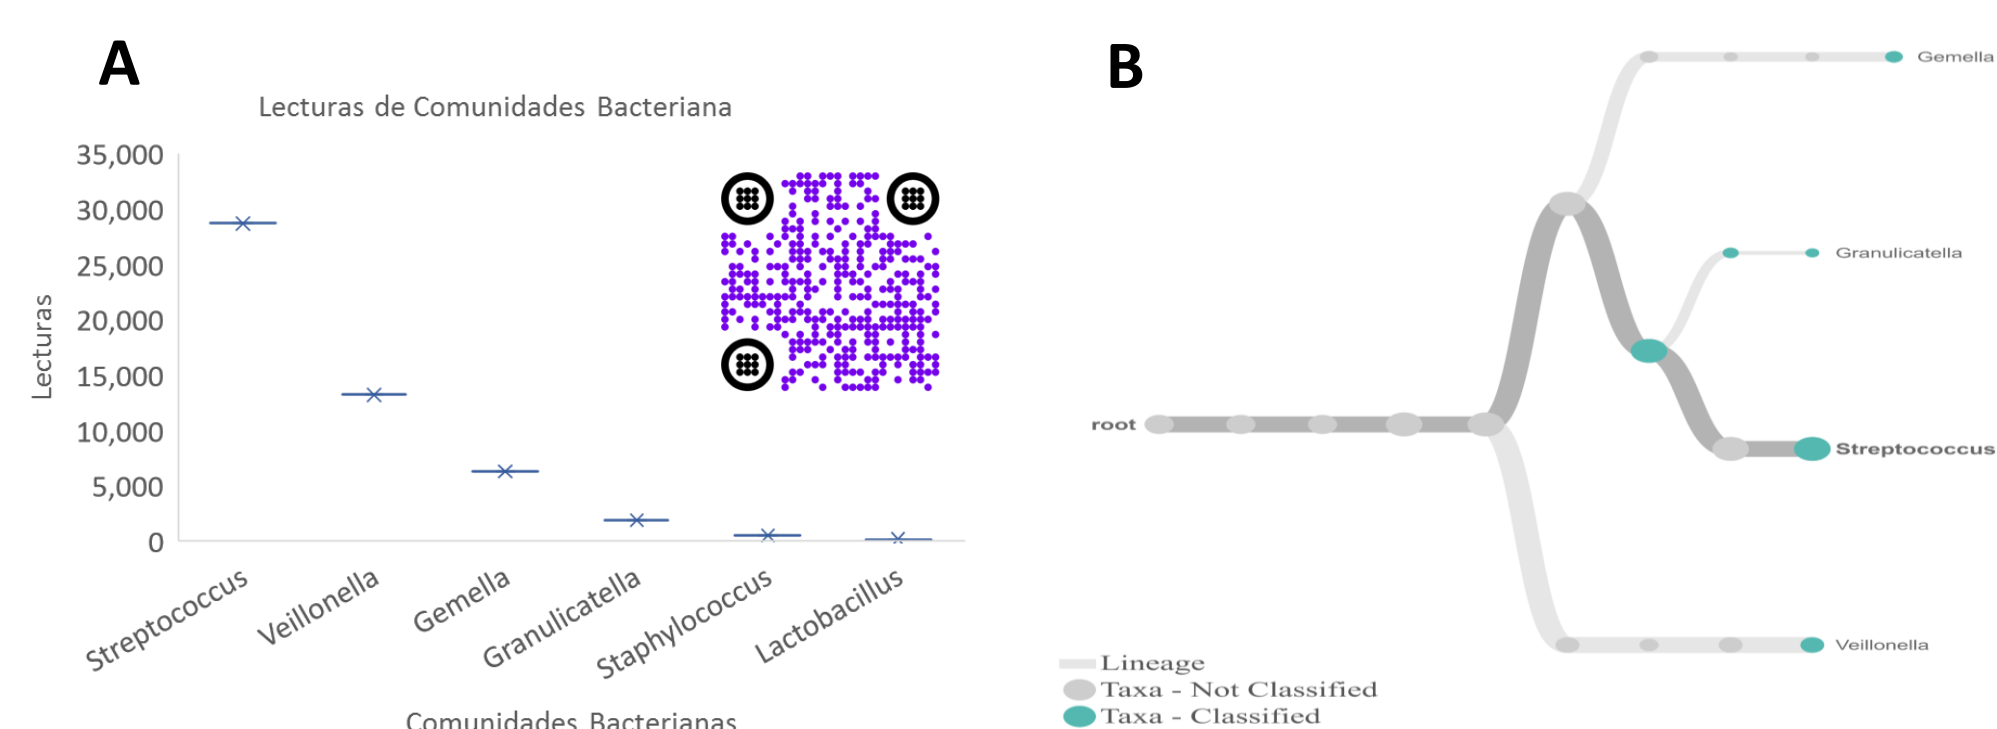 A
Lecturas de Comunidades Bacteriana
35,000
30,000
25,000
20,000
15,000
10,000
5,000
0
Lecturas
Streptococcus
Veillonella
Gemella
Granulicatella
Staphylococcus
Lactobacillus
Comunidades Bacterianas
B
Gemella
Granulicatella
root
Streptococcus
Veillonella
Lineage
Taxa - Not Classified
Taxa - Classified